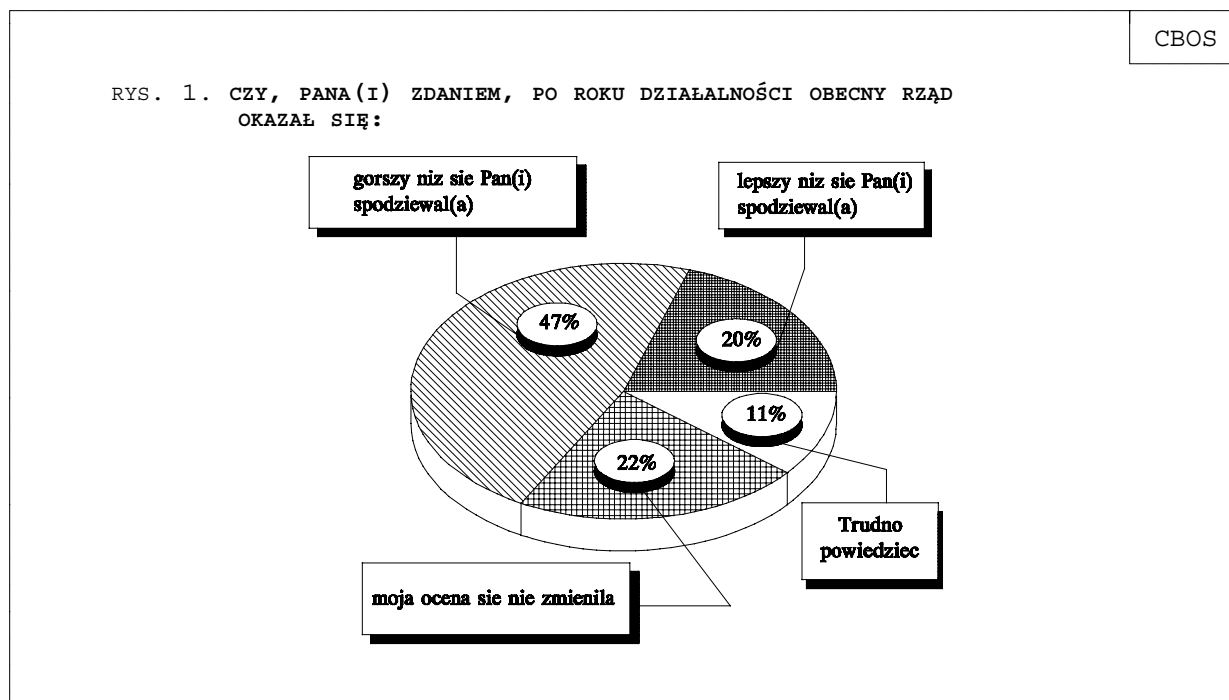 CBOS
RYS. 1. CZY, PANA(I) ZDANIEM, PO ROKU DZIAŁALNOŚCI OBECNY RZĄD
OKAZAŁ SIĘ:
gorszy niz sie Pan(i)
spodziewal(a)
lepszy niz sie Pan(i)
spodziewal(a)
47%
20%
11%
22%
Trudno
powiedziec
moja ocena sie nie zmienila